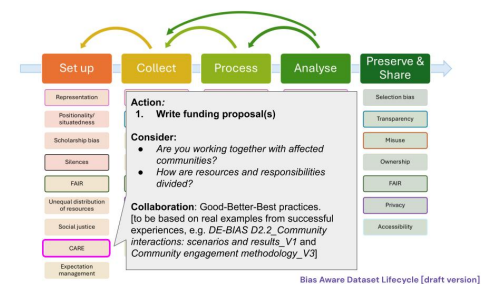 Set up
Collect
Process
Analyse
Preserve &
Share
Representation
Positionality/
situatedness
Scholarship bias
Silences
FAIR
Unequal distribution
of resources
Social justice
CARE
Expectation
management
Action:
1. Write funding proposal(s)
Consider:
● Are you working together with affected
communities?
● How are resources and responsibilities
divided?
Collaboration: Good-Better-Best practices.
[to be based on real examples from successful
experiences, e.g. DE-BIAS D2.2_Community
interactions: scenarios and results_V1 and
Community engagement methodology_V3]
Selection bias
Transparency
Misuse
Ownership
FAIR
Privacy
Accessibility
Bias Aware Dataset Lifecycle [draft version]